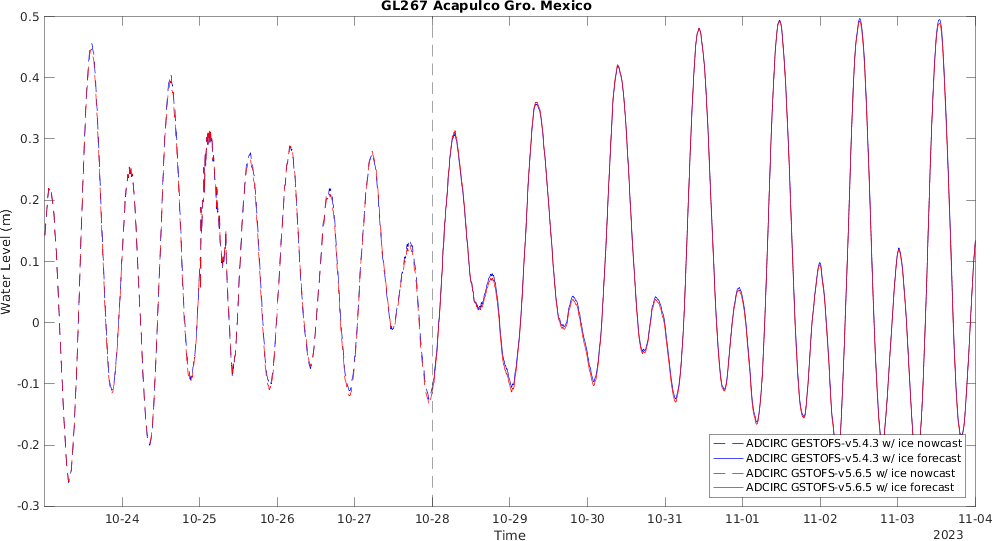 GL267 Acapulco Gro. Mexico
Water Level (m)
0.5
0.4
0.3
0.2
0.1
0
-0.1
-0.2
-0.3
ADCIRC GESTOFS-v5.4.3 w/ ice nowcast
ADCIRC GESTOFS-v5.4.3 w/ ice forecast
ADCIRC GSTOFS-v5.6.5 w/ ice nowcast
ADCIRC GSTOFS-v5.6.5 w/ ice forecast
10-24 10-25 10-26 10-27 10-28 10-29 10-30 10-31 11-01 11-02 11-03 11-04
Time
2023